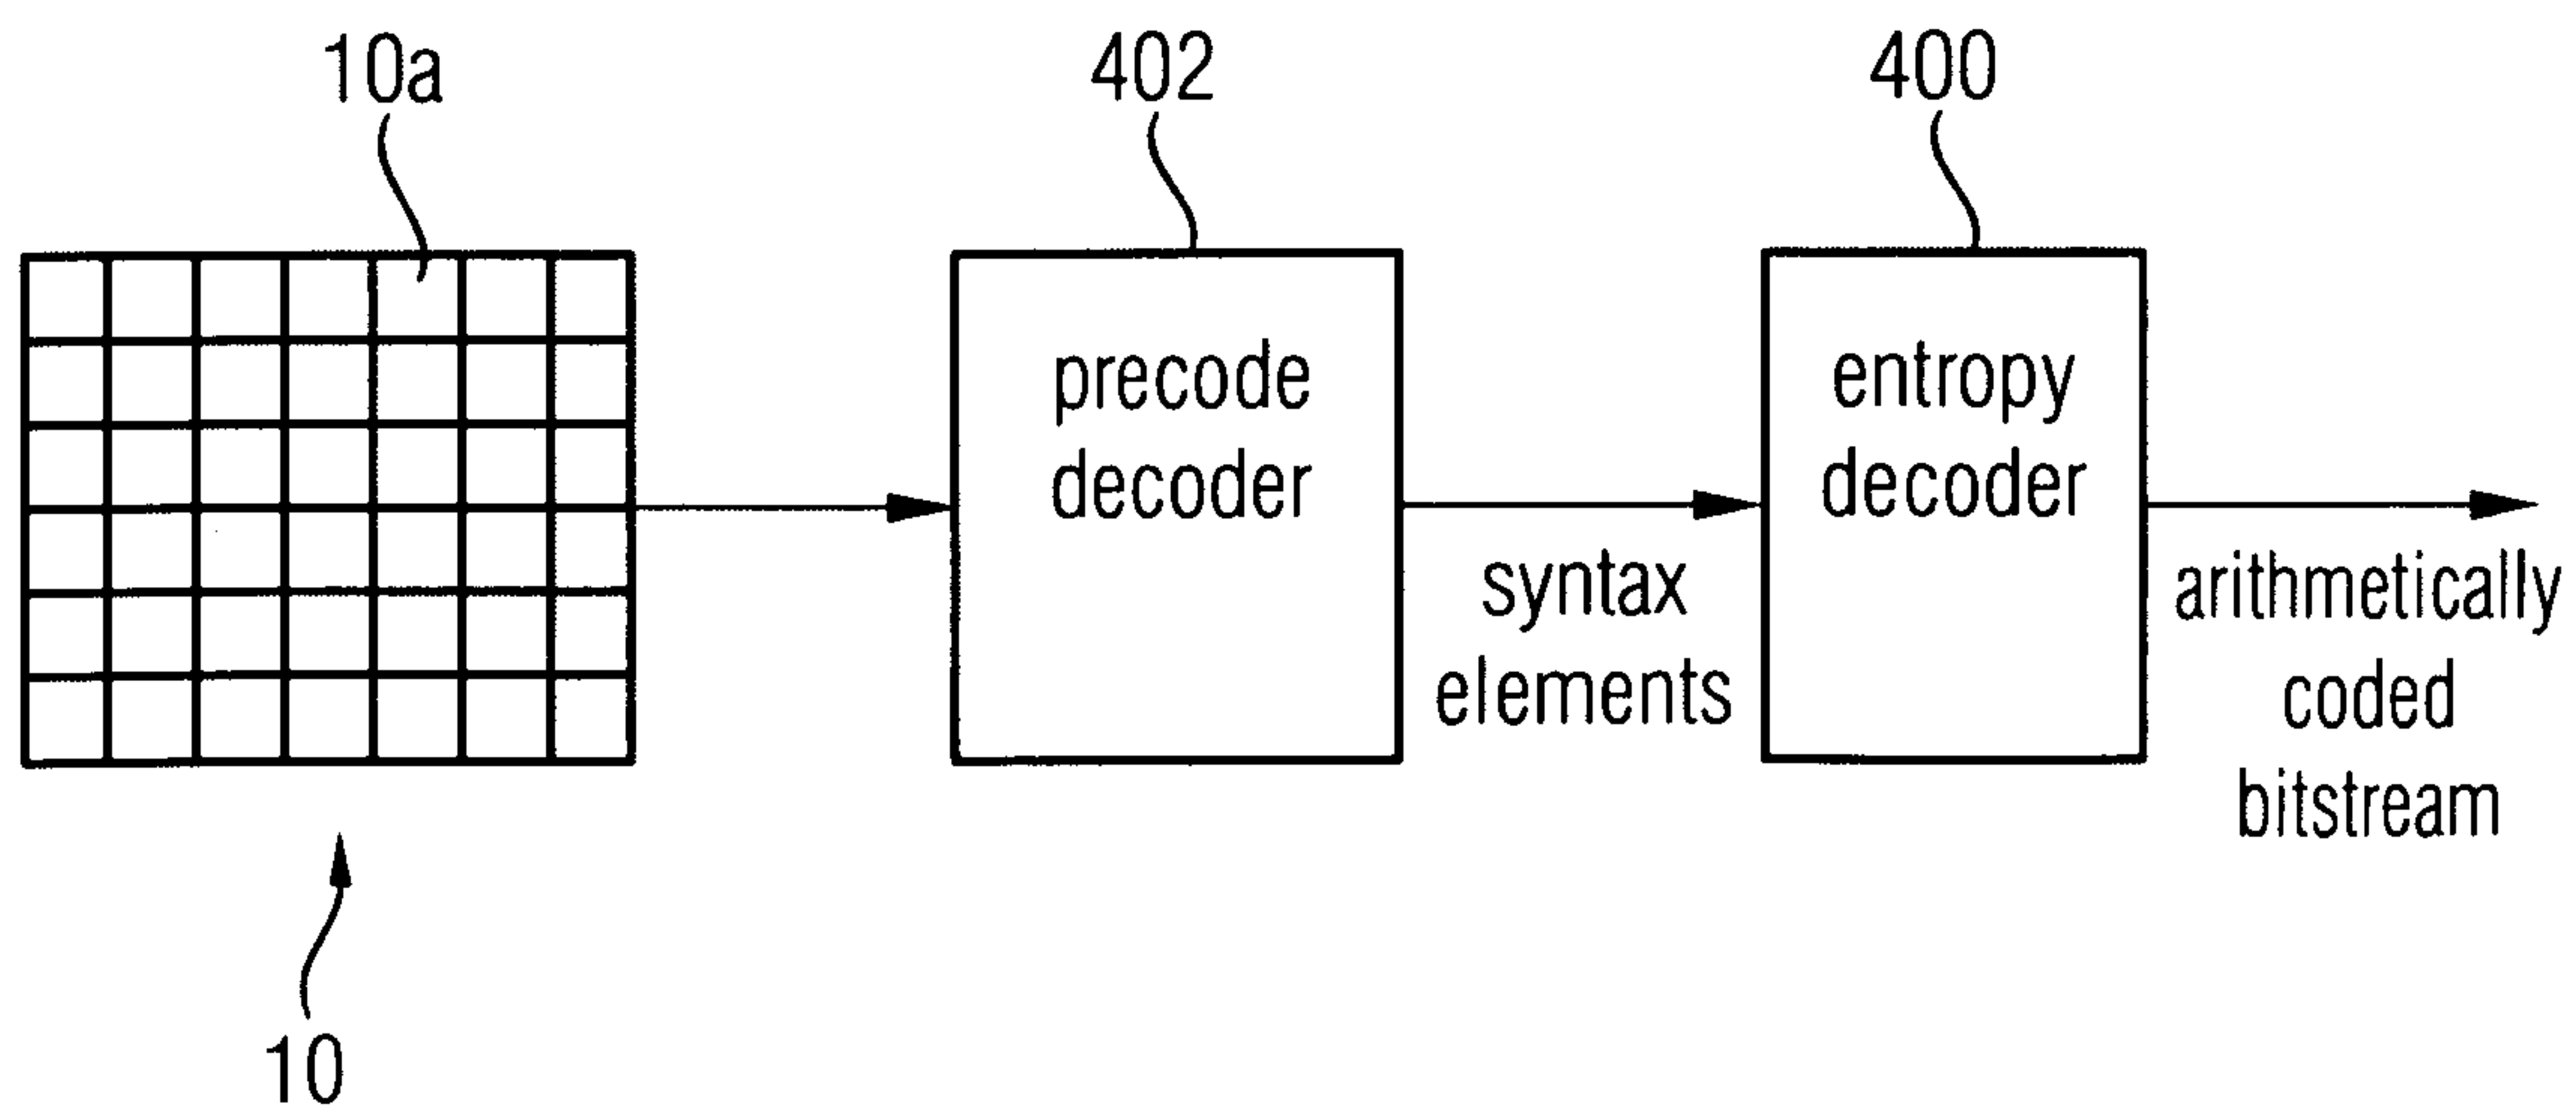 10a
402
400
precode
decoder
entropy
decoder
syntax
elements
arithmetically
coded
bitstream
10